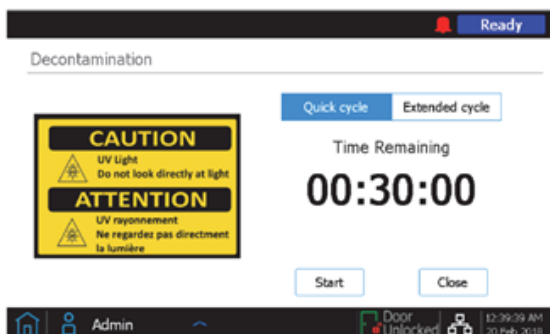 Ready
Decontamination
Quick cycle
Extended cycle
CAUTION
UV Light
Do not look directly at light
ATTENTION
UV rayonnement
Ne regardez pas directment
la lumière
Time Remaining
00:30:00
Start
Close
Admin
Door
Unlocked
12:39:39 AM
20 Feb 2018